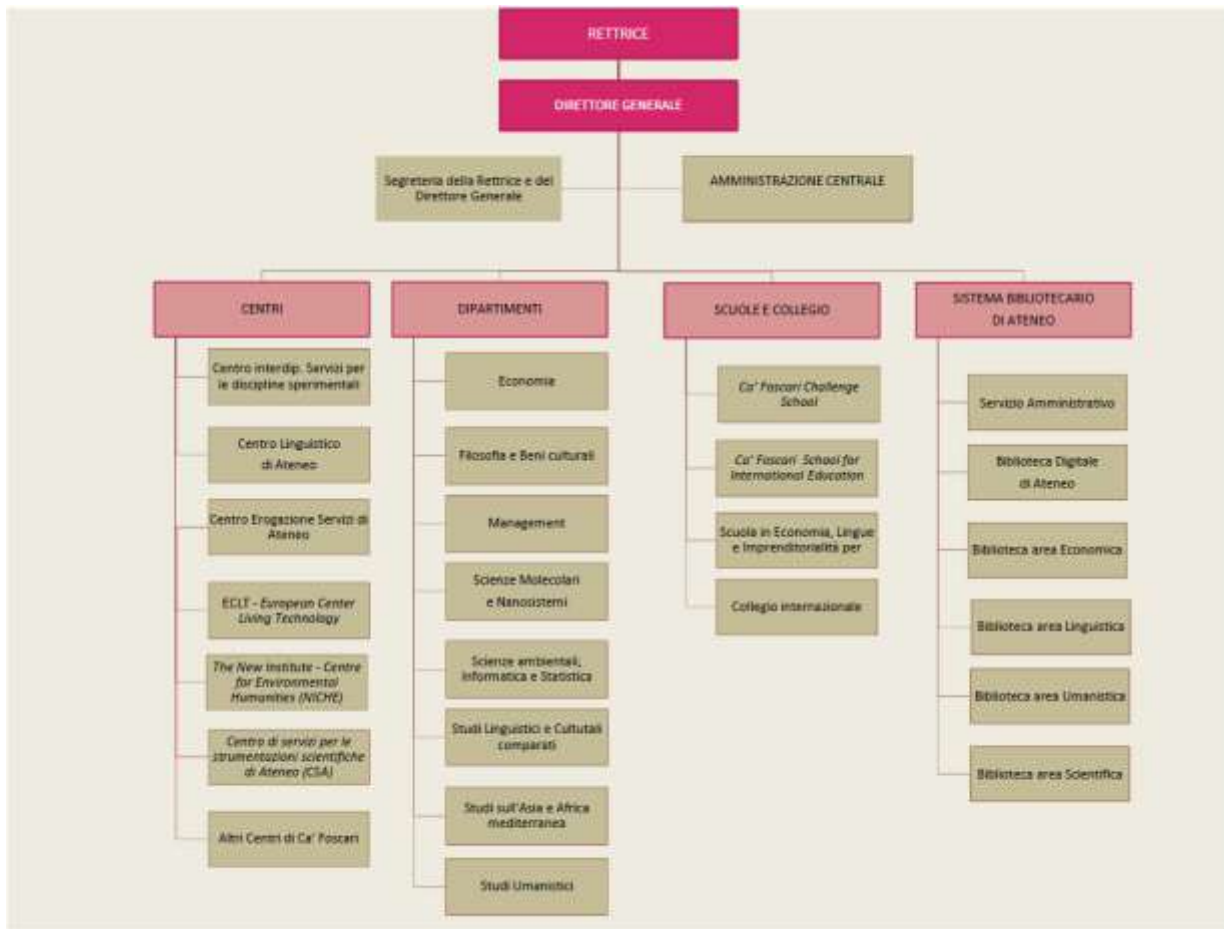 RETTRICE
DIRETTORE GENERALE
Segreteria della Rettrice e del
Direttore Generale
AMMINISTRAZIONE CENTRALE
CENTRI
Centro interdip. Servizi per
le discipline sperimentali
Centro Linguistico
di Ateneo
Centro Erogazione Servizi di
Ateneo
ECLT - European Center
Living Technology
The New Institute - Centre
for Environmental
Humanities (NICHE)
Centro di servizi per le
strumentazioni scientifiche
di Ateneo (CSA)
Altri Centri di Ca' Foscari
DIPARTIMENTI
Economia
Filosofia e Beni culturali
Management
Scienze Molecolari
e Nanosistemi
Scienze ambientali,
Informatica e Statistica
Studi Linguistici e Cultutali
comparati
Studi sull'Asia e Africa
mediterranea
Studi Umanistici
SCUOLE E COLLEGIO
Ca' Foscari Challenge
School
Ca' Foscari School for
International Education
Scuola in Economia, Lingue
e Imprenditorialità per
Collegio internazionale
SISTEMA BIBLIOTECARIO
DI ATENEO
Servizio Amministrativo
Biblioteca Digitale
di Ateneo
Biblioteca area Economica
Biblioteca area Linguistica
Biblioteca area Umanistica
Biblioteca area Scientifica